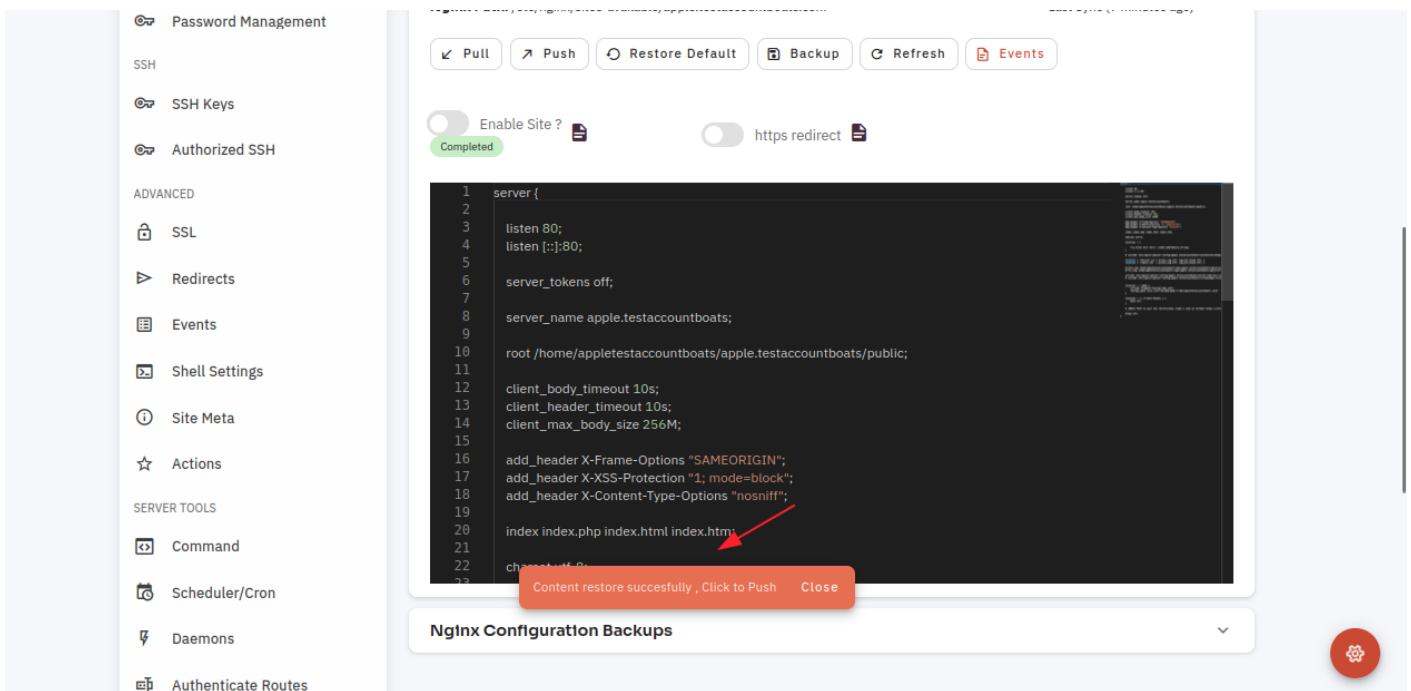 Password Management
SSH
SSH Keys
Authorized SSH
ADVANCED
SSL
Redirects
Events
Shell Settings
Site Meta
Actions
SERVER TOOLS
Command
Scheduler/Cron
Daemons
Authenticate Routes
Pull Push Restore Default Backup Refresh Events
Enable Site ? https redirect
Completed
1 server {
2
3 listen 80;
4 listen [::]:80;
5
6 server_tokens off;
7
8 server_name apple.testaccountboats;
9
10 root /home/appletestaccountboats/apple.testaccountboats/public;
11
12 client_body_timeout 10s;
13 client_header_timeout 10s;
14 client_max_body_size 256M;
15
16 add_header X-Frame-Options "SAMEORIGIN";
17 add_header X-XSS-Protection "1; mode=block";
18 add_header X-Content-Type-Options "nosniff";
19
20 index index.php index.html index.htm;
21
22
23
Content restore succesfully , Click to Push Close
Nginx Configuration Backups